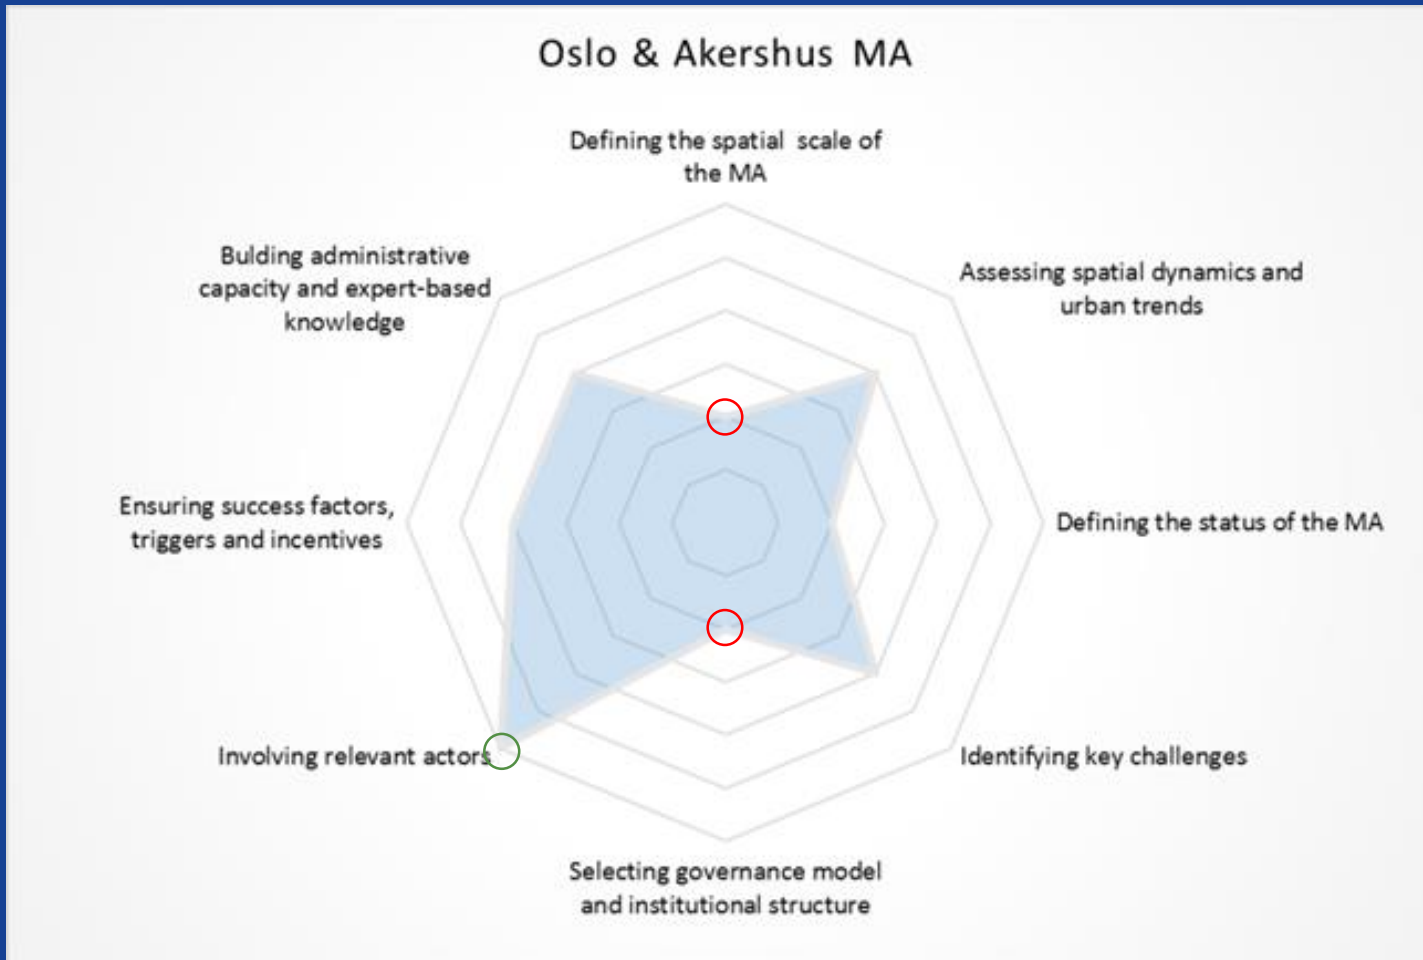 Oslo & Akershus MA
Defining the spatial scale of
the MA
Assessing spatial dynamics and
urban trends
Defining the status of the MA
Identifying key challenges
Selecting governance model
and institutional structure
Involving relevant actors
Ensuring success factors,
triggers and incentives
Bulding administrative
capacity and expert-based
knowledge